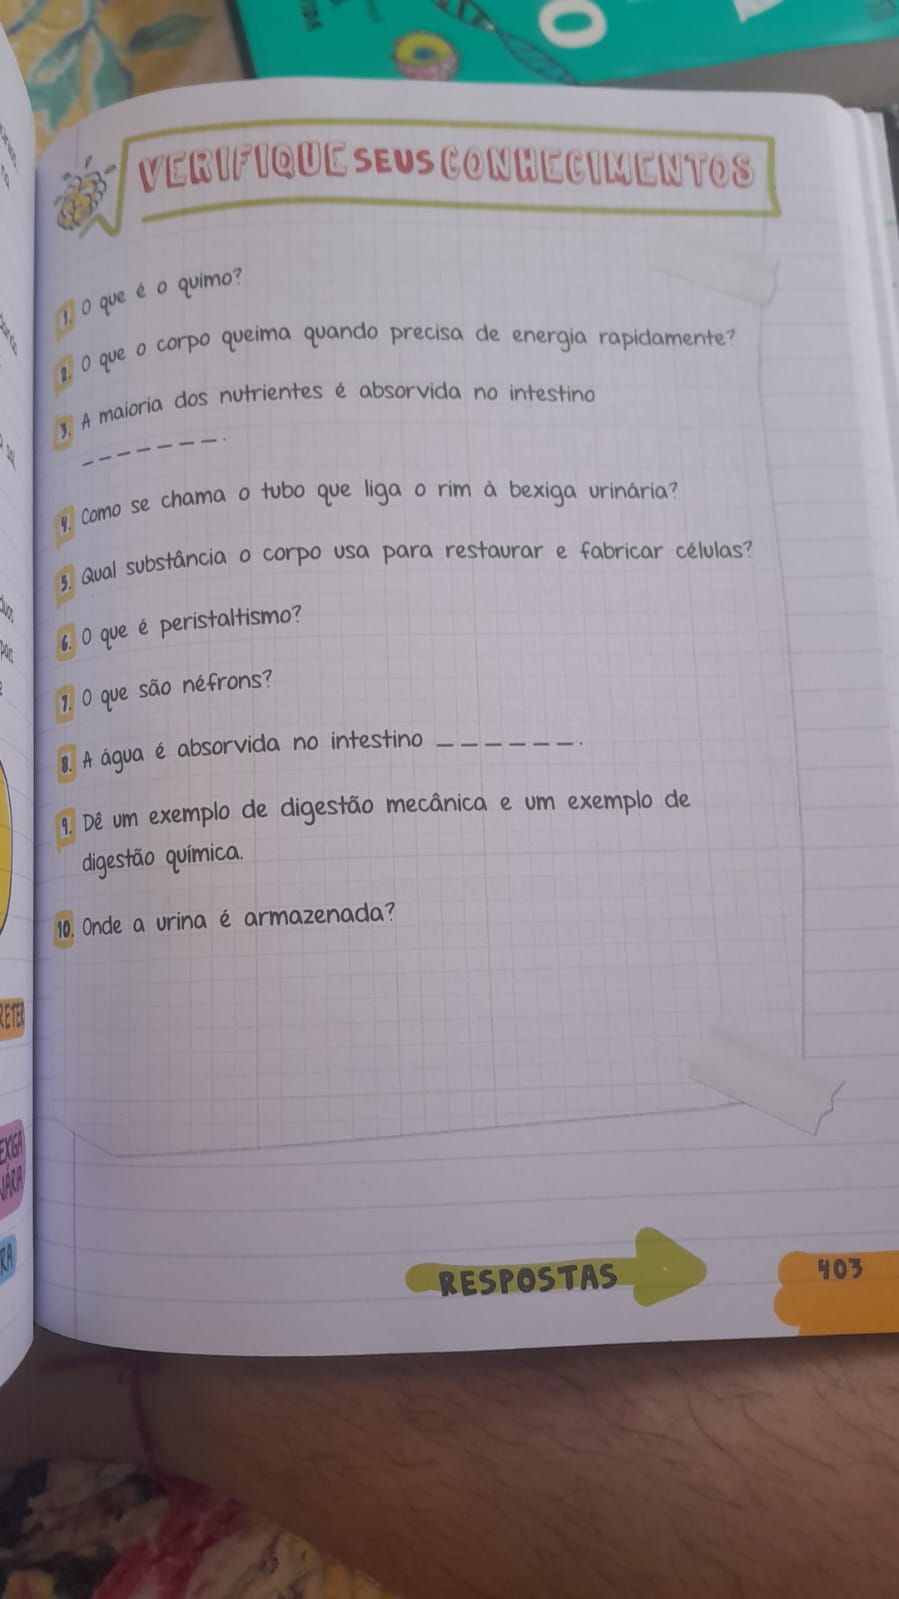 VERIFIQUE SEUS CONHECIMENTOS
1. O que é o quimo?
2. O que o corpo queima quando precisa de energia rapidamente?
3. A maioria dos nutrientes é absorvida no intestino
_ _ _ _ _ _ _ _.
4. Como se chama o tubo que liga o rim à bexiga urinária?
5. Qual substância o corpo usa para restaurar e fabricar células?
6. O que é peristaltismo?
7. O que são néfrons?
8. A água é absorvida no intestino _ _ _ _ _ _.
9. Dê um exemplo de digestão mecânica e um exemplo de
digestão química.
10. Onde a urina é armazenada?
RESPOSTAS
403